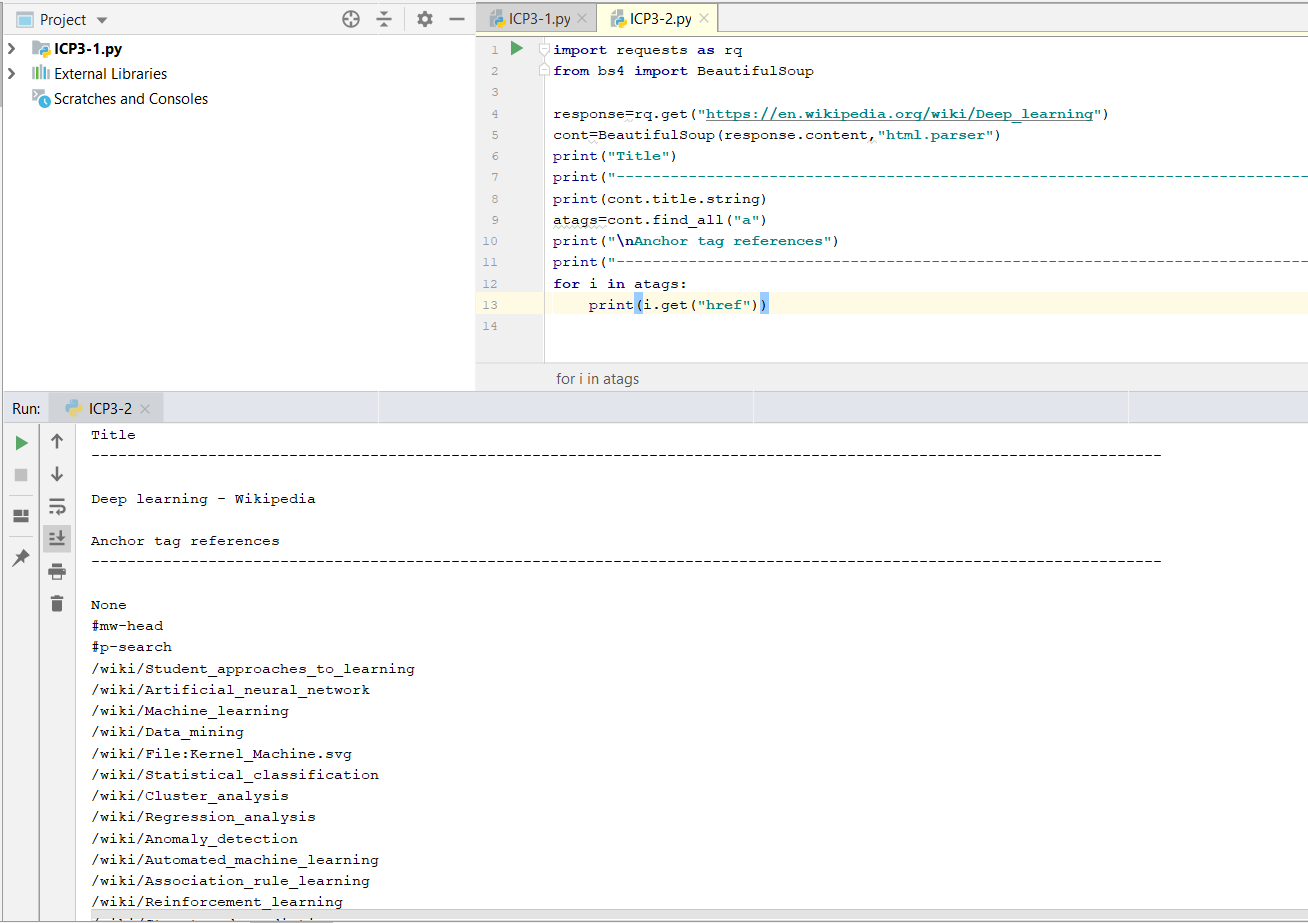 Project
ICP3-1.py
External Libraries
Scratches and Consoles
ICP3-1.py
ICP3-2.py
1 import requests as rq
2 from bs4 import BeautifulSoup
3
4 response=rq.get("https://en.wikipedia.org/wiki/Deep_learning")
5 cont=BeautifulSoup(response.content,"html.parser")
6 print("Title")
7 print("-----------------------------------------------------------------------------
8 print(cont.title.string)
9 atags=cont.find_all("a")
10 print("\nAnchor tag references")
11 print("-----------------------------------------------------------------------------
12 for i in atags:
13 print(i.get("href"))
14
for i in atags
Run: ICP3-2
Title
-----------------------------------------------------------------------------------------------------------------------
Deep learning - Wikipedia
Anchor tag references
-----------------------------------------------------------------------------------------------------------------------
None
#mw-head
#p-search
/wiki/Student_approaches_to_learning
/wiki/Artificial_neural_network
/wiki/Machine_learning
/wiki/Data_mining
/wiki/File:Kernel_Machine.svg
/wiki/Statistical_classification
/wiki/Cluster_analysis
/wiki/Regression_analysis
/wiki/Anomaly_detection
/wiki/Automated_machine_learning
/wiki/Association_rule_learning
/wiki/Reinforcement_learning